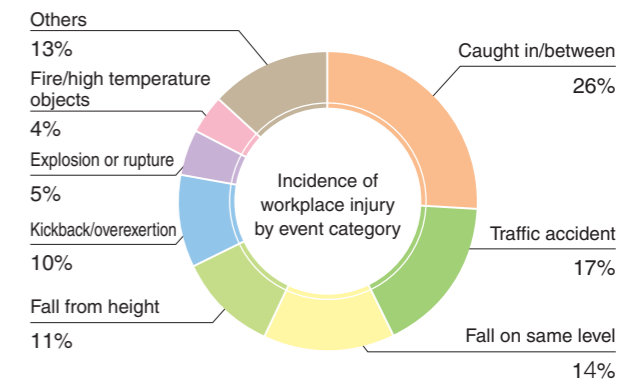 Others
13%
Fire/high temperature
objects
4%
Explosion or rupture
5%
Kickback/overexertion
10%
Fall from height
11%
Incidence of
workplace injury
by event category
Caught in/between
26%
Traffic accident
17%
Fall on same level
14%